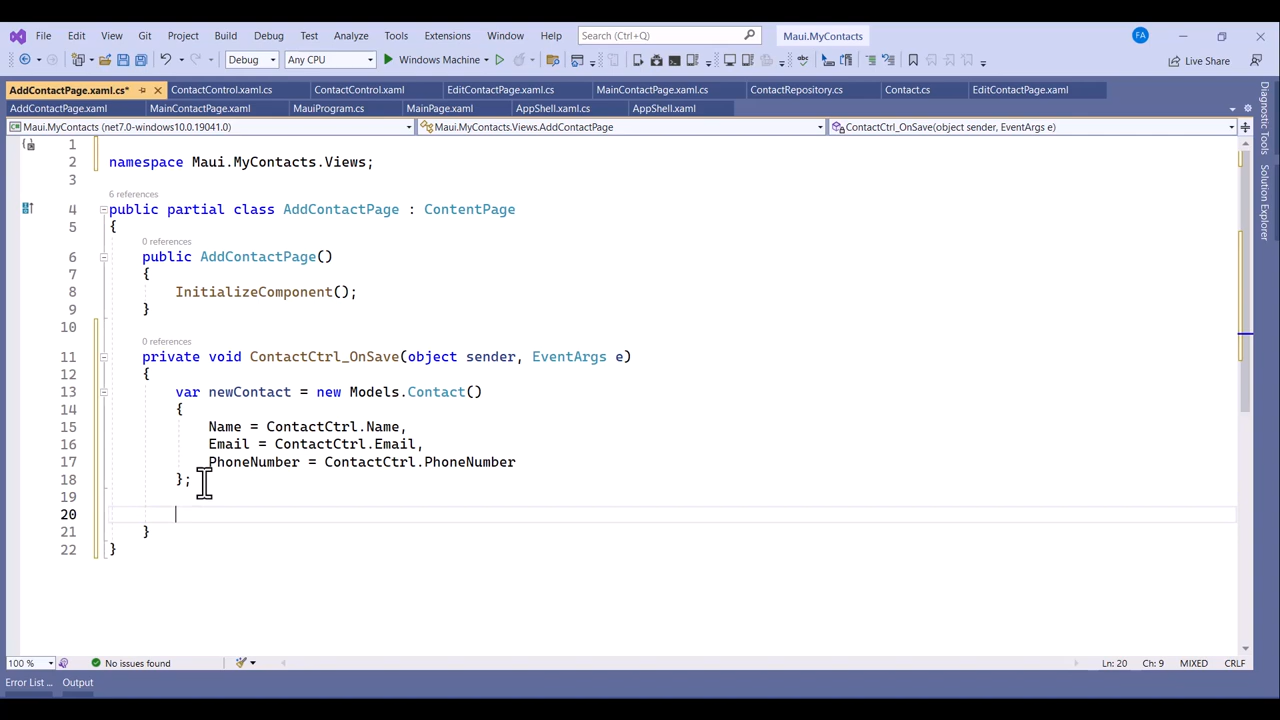 File Edit View Git Project Build Debug Test Analyze Tools Extensions Window Help Search (Ctrl+Q) Maui.MyContacts FA
Debug Any CPU Windows Machine Live Share
AddContactPage.xaml.cs* ContactControl.xaml.cs ContactControl.xaml EditContactPage.xaml.cs MainContactPage.xaml.cs ContactRepository.cs Contact.cs EditContactPage.xaml
AddContactPage.xaml MainContactPage.xaml MauiProgram.cs MainPage.xaml AppShell.xaml.cs AppShell.xaml
Maui.MyContacts (net7.0-windows10.0.19041.0) Maui.MyContacts.Views.AddContactPage ContactCtrl_OnSave(object sender, EventArgs e)
Diagnostic Tools
Solution Explorer
1
2 namespace Maui.MyContacts.Views;
3
6 references
4 public partial class AddContactPage : ContentPage
5 {
0 references
6 public AddContactPage()
7 {
8 InitializeComponent();
9 }
10
0 references
11 private void ContactCtrl_OnSave(object sender, EventArgs e)
12 {
13 var newContact = new Models.Contact()
14 {
15 Name = ContactCtrl.Name,
16 Email = ContactCtrl.Email,
17 PhoneNumber = ContactCtrl.PhoneNumber
18 };
19
20
21 }
22 }
100 % No issues found Ln: 20 Ch: 9 MIXED CRLF
Error List ... Output